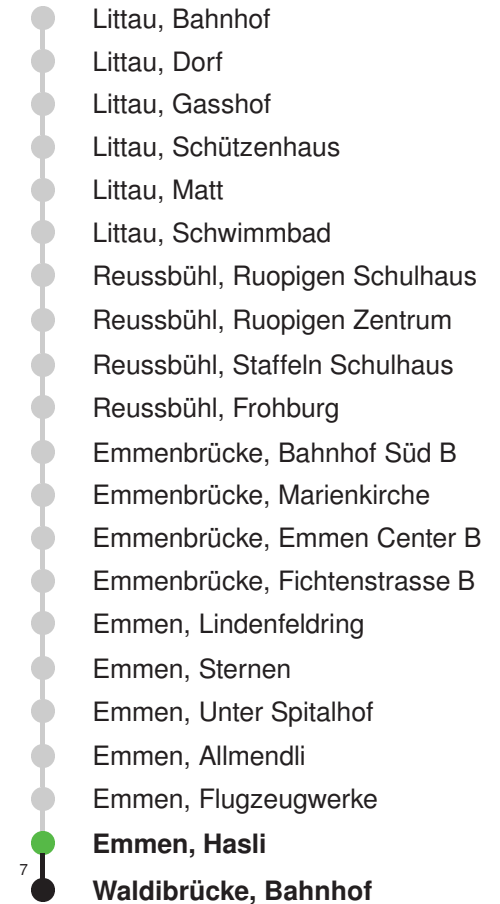 Littau, Bahnhof
Littau, Dorf
Littau, Gasshof
Littau, Schützenhaus
Littau, Matt
Littau, Schwimmbad
Reussbühl, Ruopigen Schulhaus
Reussbühl, Ruopigen Zentrum
Reussbühl, Staffeln Schulhaus
Reussbühl, Frohburg
Emmenbrücke, Bahnhof Süd B
Emmenbrücke, Marienkirche
Emmenbrücke, Emmen Center B
Emmenbrücke, Fichtenstrasse B
Emmen, Lindenfeldring
Emmen, Sternen
Emmen, Unter Spitalhof
Emmen, Allmendli
Emmen, Flugzeugwerke
Emmen, Hasli
7
Waldibrücke, Bahnhof